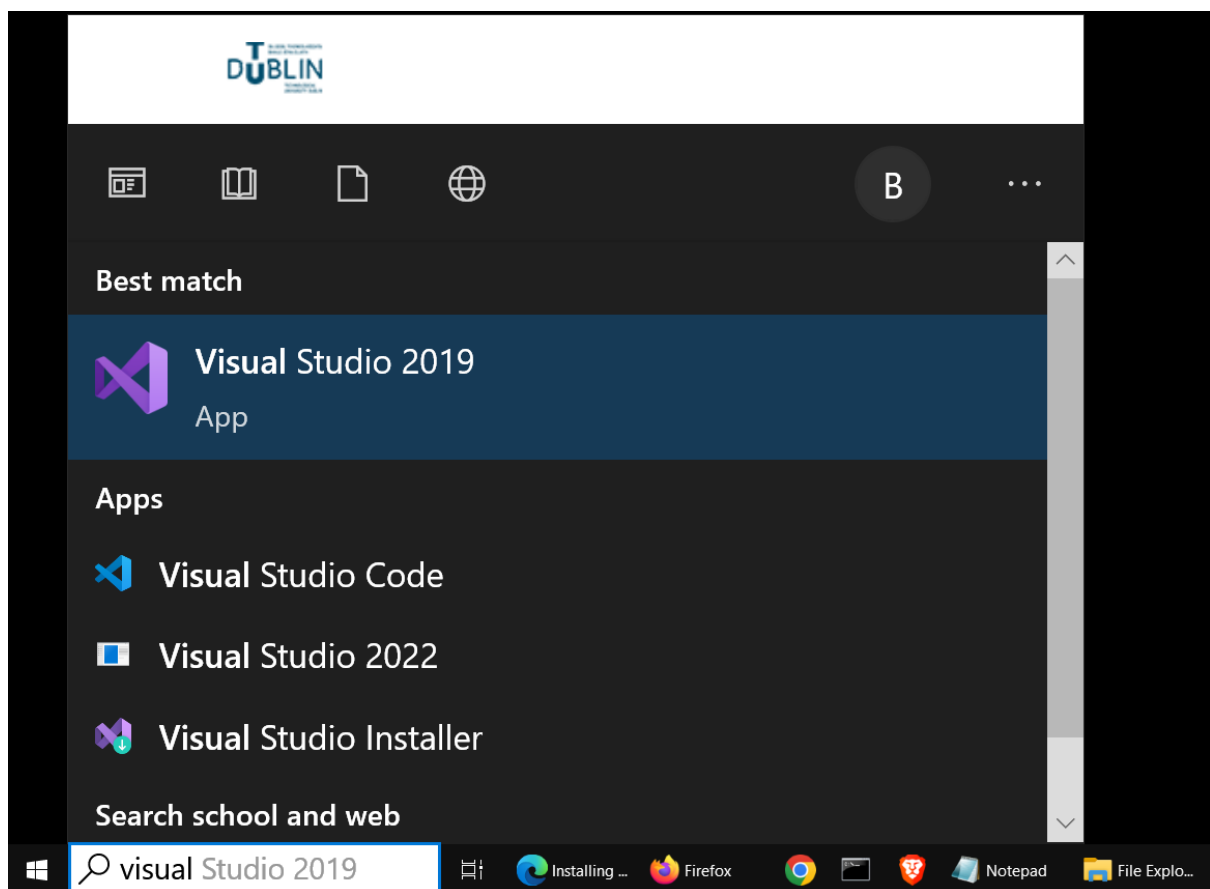 DUBLIN
B
Best match
Visual Studio 2019
App
Apps
Visual Studio Code
Visual Studio 2022
Visual Studio Installer
Search school and web
visual Studio 2019
Installing ...
Firefox
Notepad
File Explo...